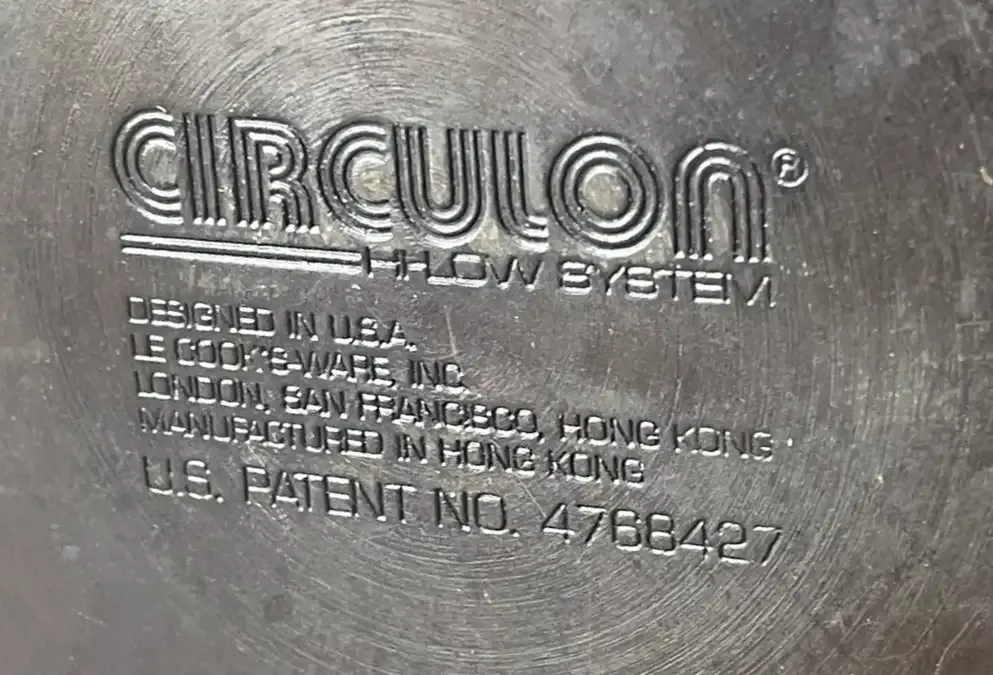 CIRCULON®
HI-LOW SYSTEM
DESIGNED IN U.S.A.
LE COOK'S-WARE, INC.
LONDON, SAN FRANCISCO, HONG KONG
MANUFACTURED IN HONG KONG
U.S. PATENT NO. 4768427